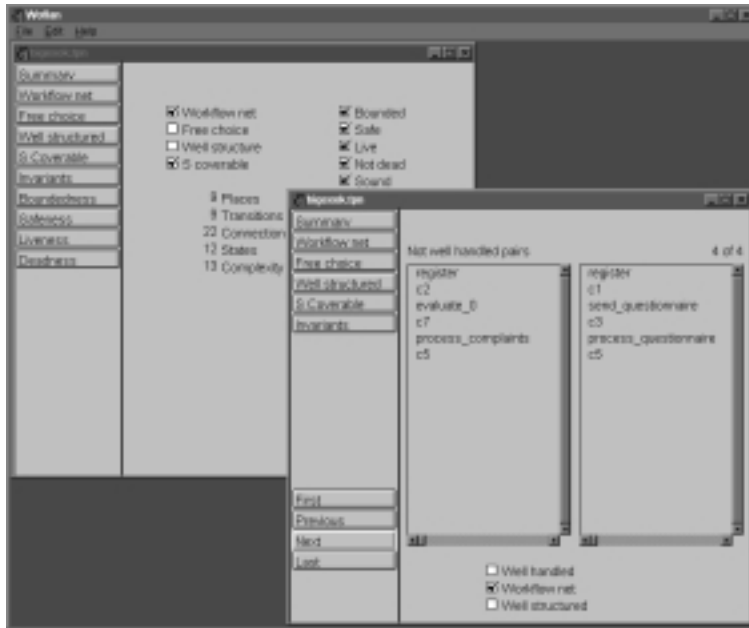 Woflan
File Edit Help
Summary
Workflow net
Free choice
Well structured
S Coverable
Invariants
Boundedness
Safeness
Liveness
Deadness
Workflow net
Free choice
Well structure
S coverable
Bounded
Safe
Live
Not dead
Sound
9 Places
9 Transitions
22 Connection
12 States
13 Complexity
Summary
Workflow net
Free choice
Well structured
S Coverable
Invariants
First
Previous
Next
Last
Not well handled pairs 4 of 4
register
c2
evaluate_0
c7
process_complaints
c5
register
c1
send_questionnaire
c3
process_questionnaire
c5
Well handled
Workflow net
Well structured